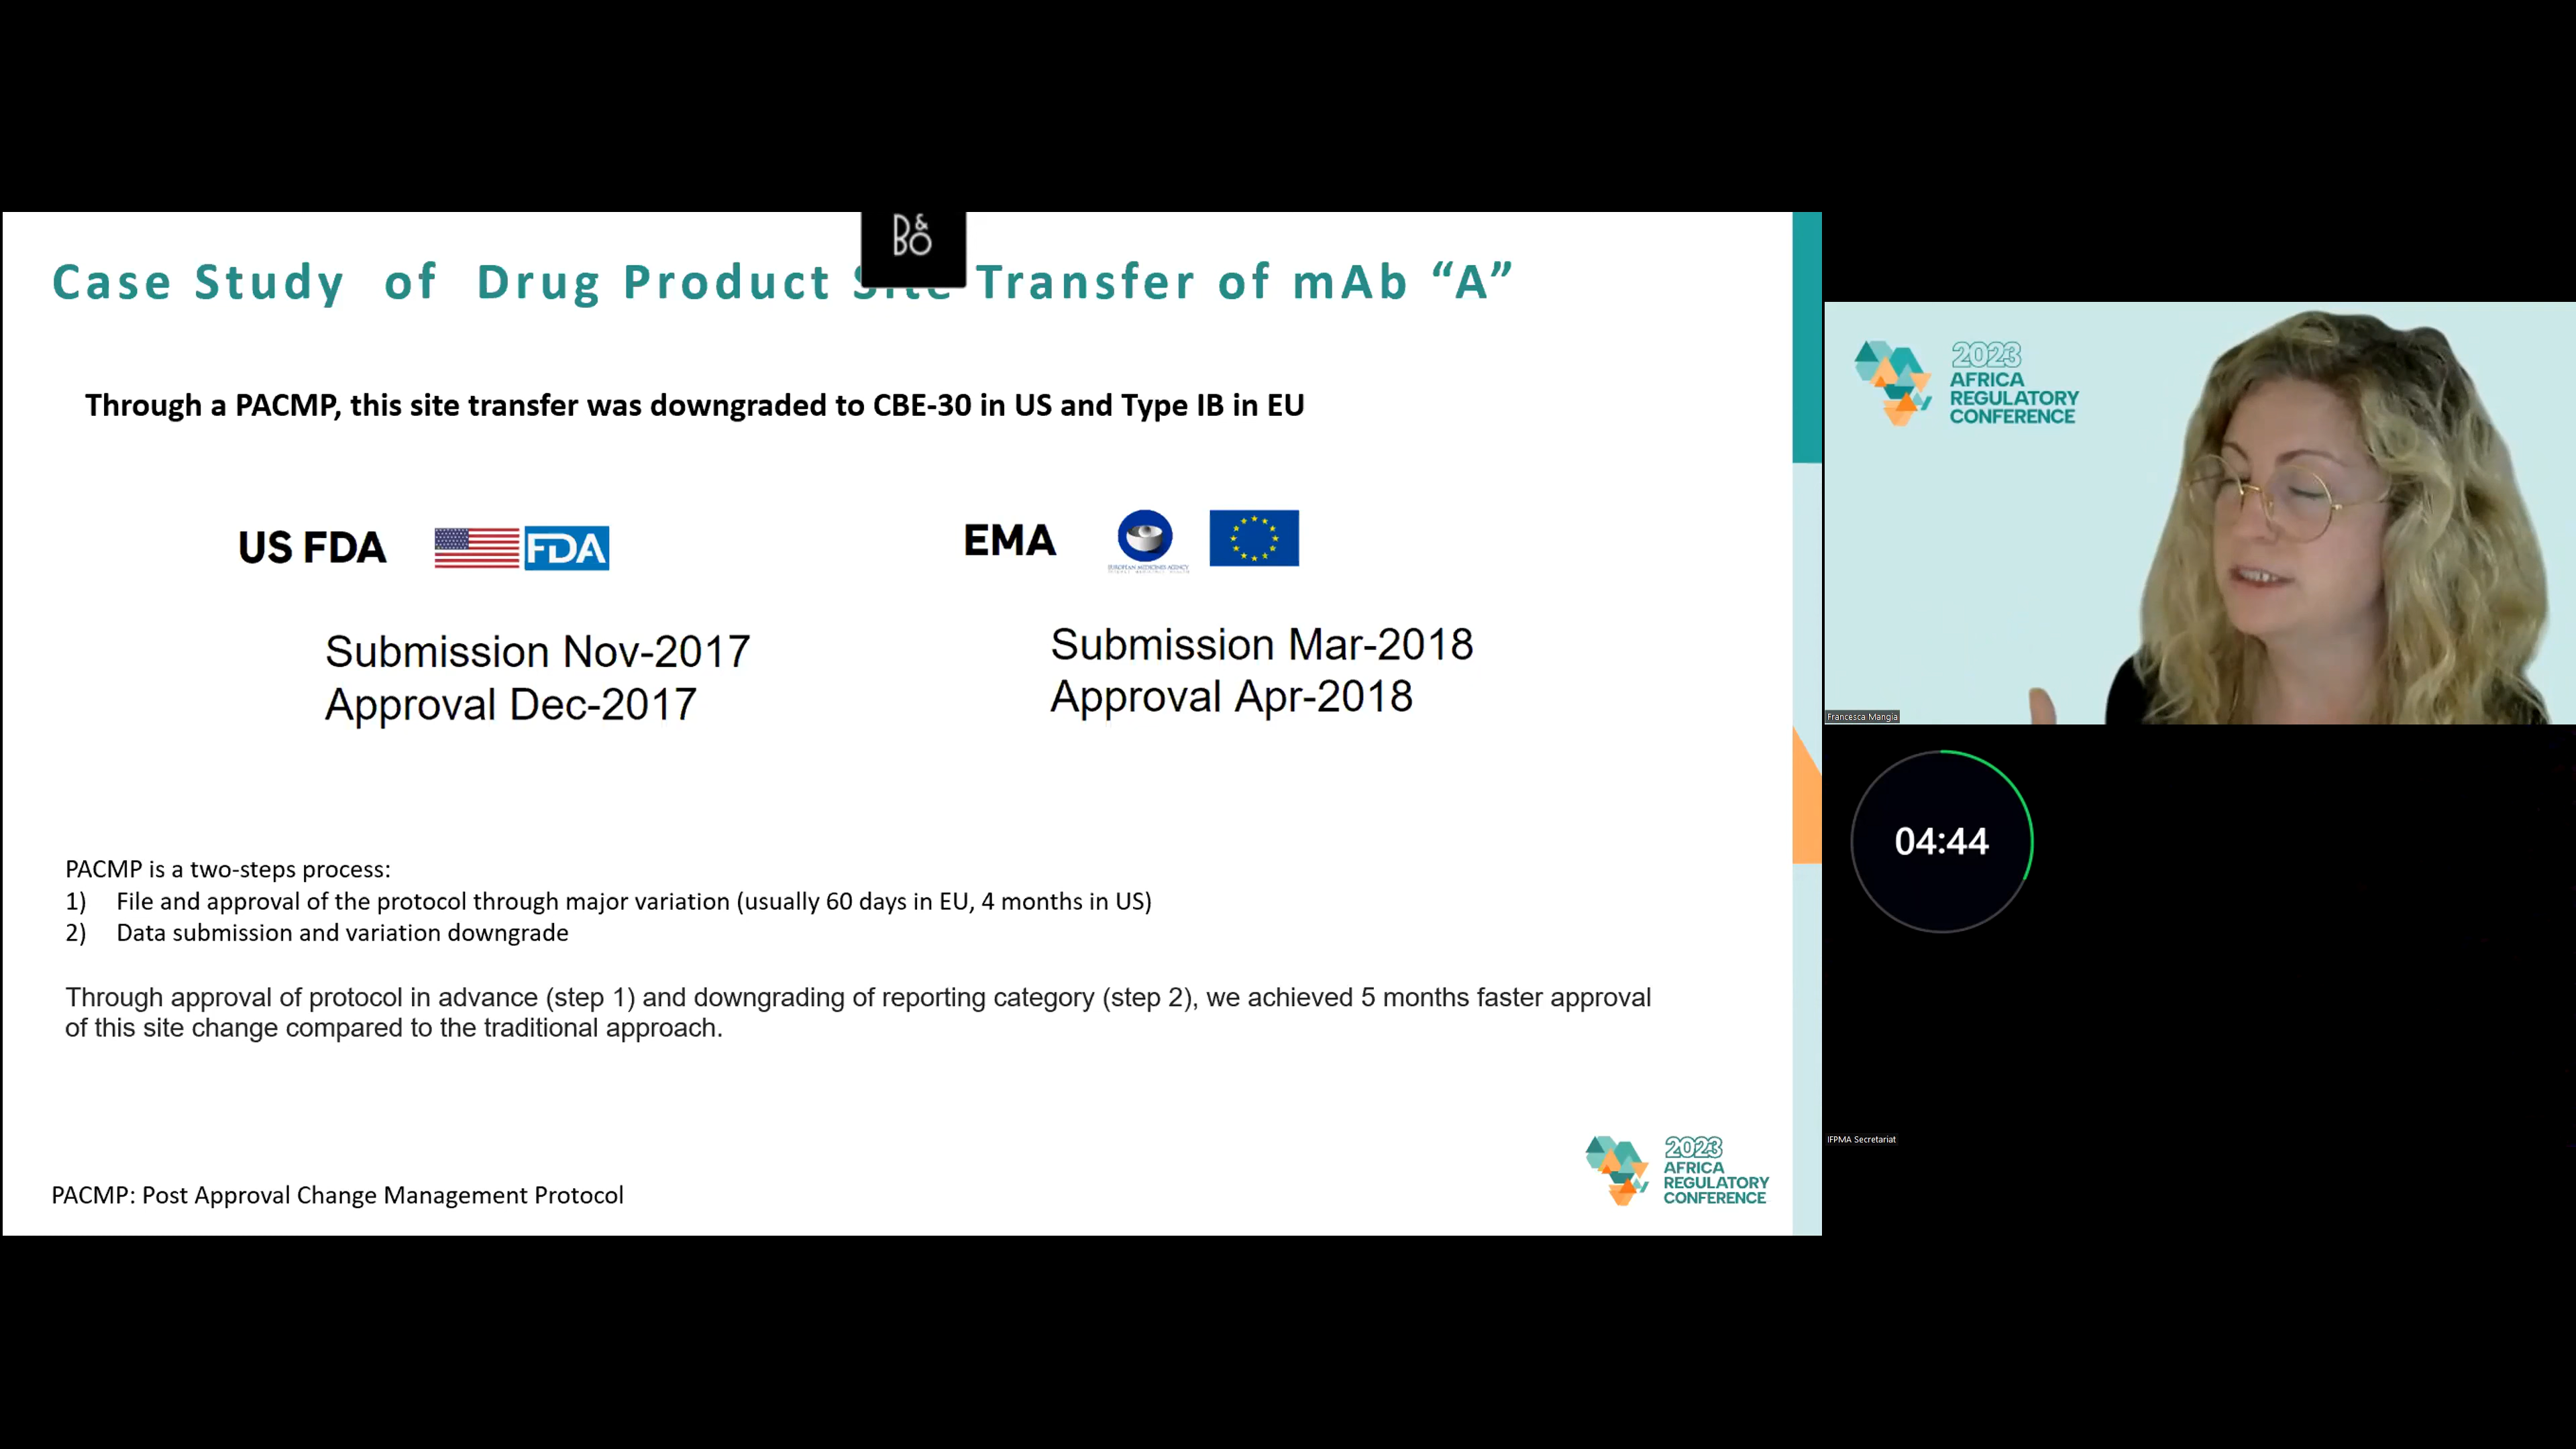 D&
BO
Case Study of Drug Product Site Transfer of mAb “A”
Through a PACMP, this site transfer was downgraded to CBE-30 in US and Type IB in EU
US FDA FDA
EMA
EUROPEAN MEDICINES AGENCY
Submission Nov-2017
Approval Dec-2017
Submission Mar-2018
Approval Apr-2018
PACMP is a two-steps process:
1) File and approval of the protocol through major variation (usually 60 days in EU, 4 months in US)
2) Data submission and variation downgrade
Through approval of protocol in advance (step 1) and downgrading of reporting category (step 2), we achieved 5 months faster approval
of this site change compared to the traditional approach.
PACMP: Post Approval Change Management Protocol
2023
AFRICA
REGULATORY
CONFERENCE
2023
AFRICA
REGULATORY
CONFERENCE
Francesca Mangia
04:44
IFPMA Secretariat